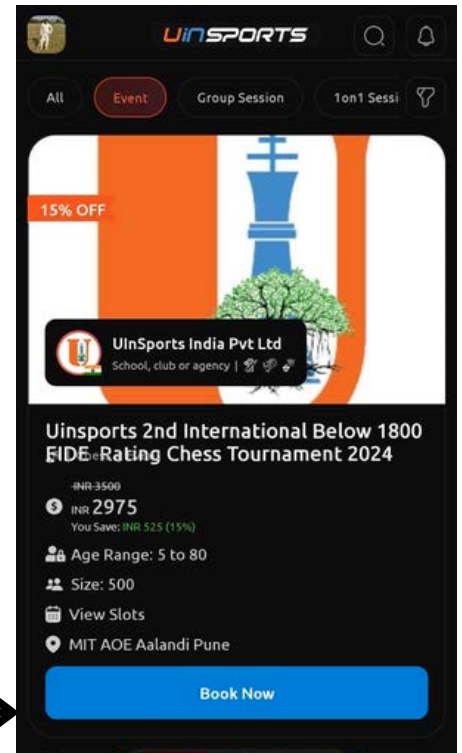 UinSPORTS
All
Event
Group Session
1on1 Sessi
15% OFF
UInSports India Pvt Ltd
School, club or agency |
Uinsports 2nd International Below 1800
FIDE Rating Chess Tournament 2024
INR 3500
INR 2975
You Save: INR 525 (15%)
Age Range: 5 to 80
Size: 500
View Slots
MIT AOE Aalandi Pune
Book Now